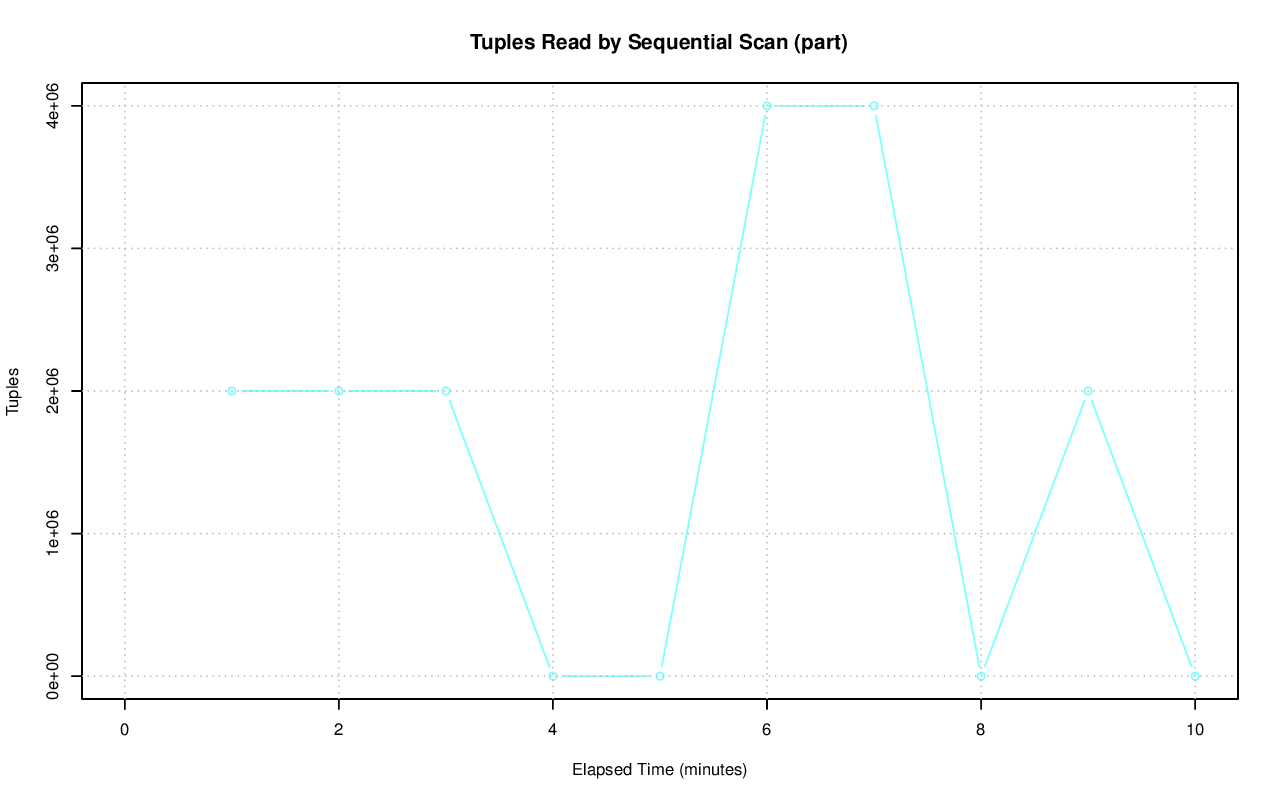 Tuples Read by Sequential Scan (part)
4e+06
3e+06
2e+06
1e+06
0e+00
Tuples
0 2 4 6 8 10
Elapsed Time (minutes)